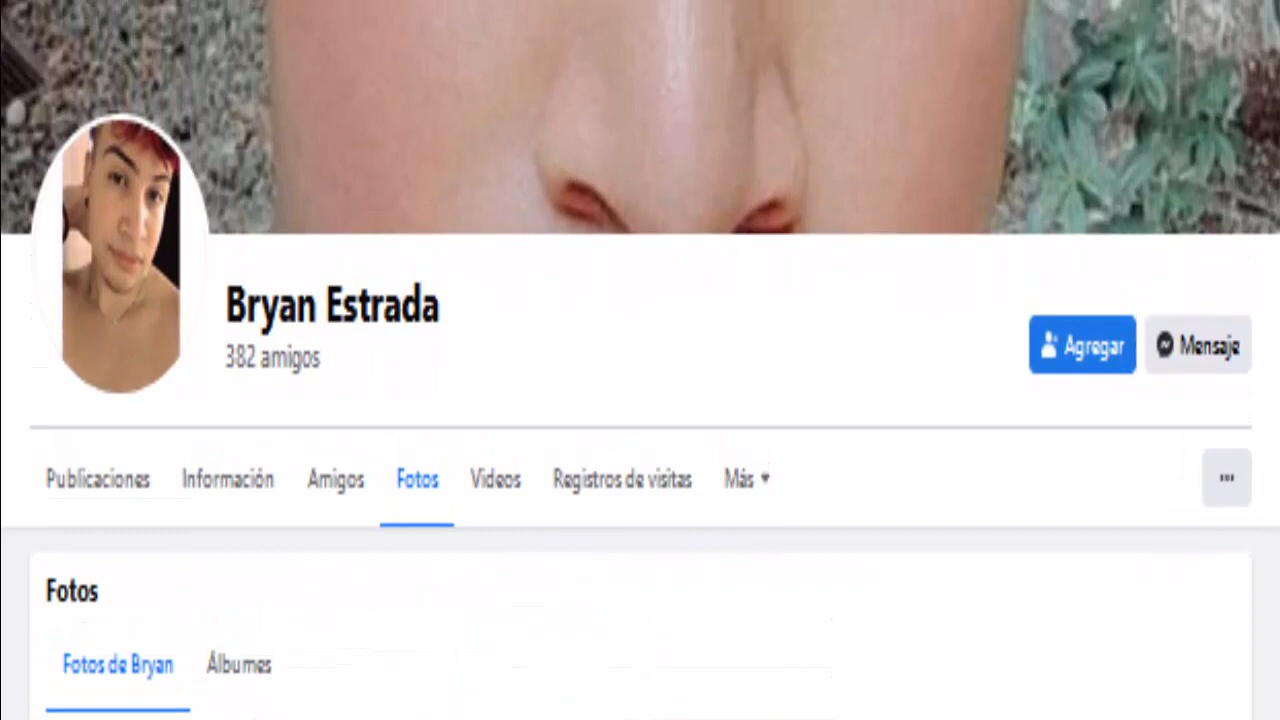 Bryan Estrada
382 amigos
Agregar
Mensaje
Publicaciones Información Amigos Fotos Videos Registros de visitas Más
Fotos
Fotos de Bryan Álbumes